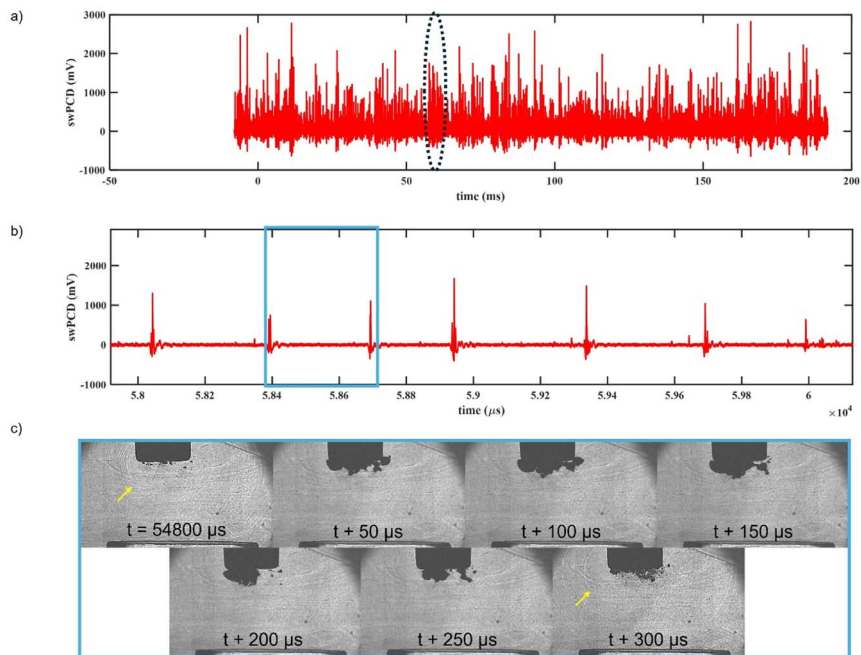 a)
3000
2000
1000
0
-1000
swPCD (mV)
-50
0
50
100
150
200
time (ms)
b)
2000
1000
0
-1000
swPCD (mV)
5.8
5.82
5.84
5.86
5.88
5.9
5.92
5.94
5.96
5.98
6
time (μs)
×10⁴
c)
t = 54800 μs
t + 50 μs
t + 100 μs
t + 150 μs
t + 200 μs
t + 250 μs
t + 300 μs